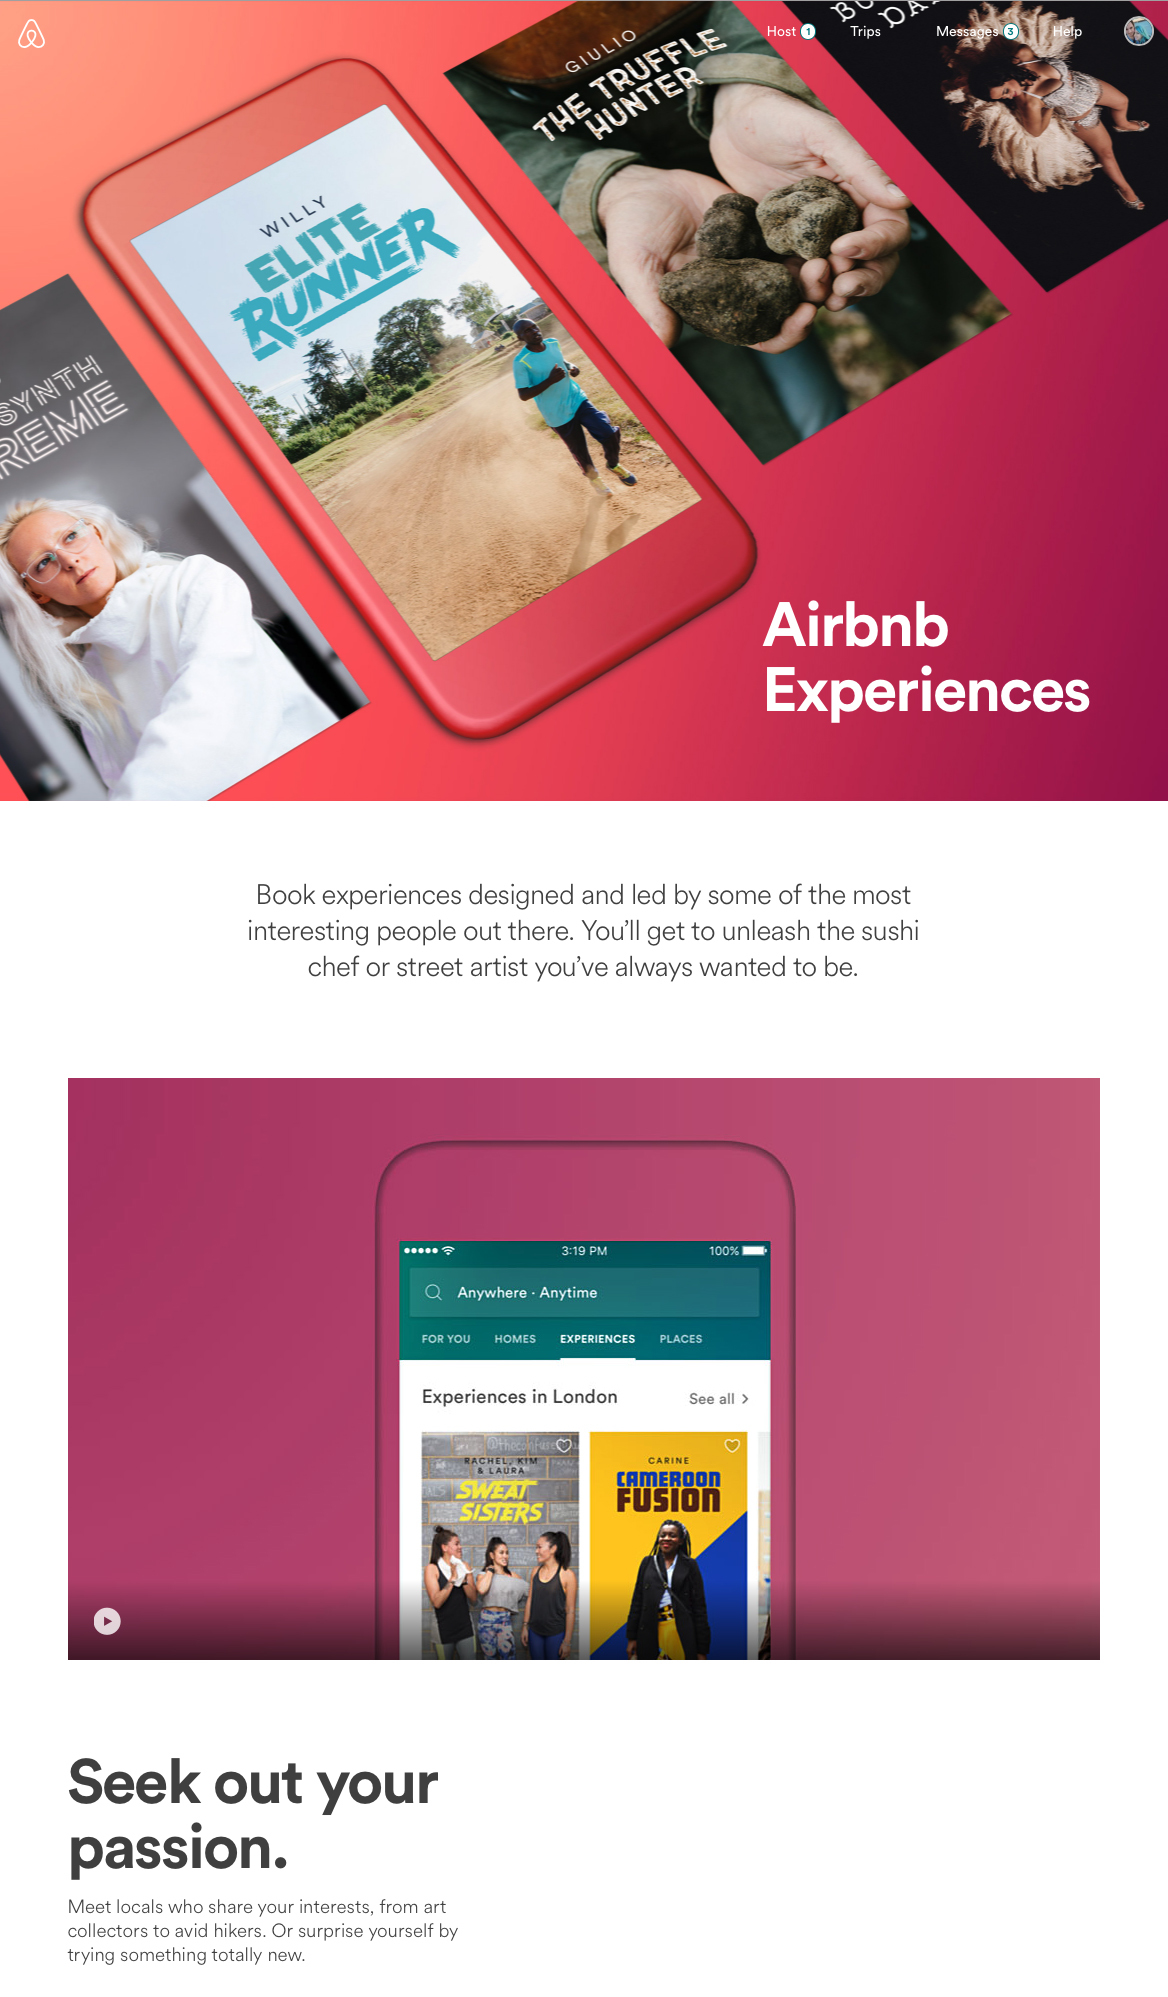 Host 1 Trips Messages 3 Help
GIULIO
THE TRUFFLE
HUNTER
WILLY
ELITE
RUNNER
SYNTH
REME
Airbnb
Experiences
Book experiences designed and led by some of the most
interesting people out there. You’ll get to unleash the sushi
chef or street artist you’ve always wanted to be.
3:19 PM 100%
Anywhere · Anytime
FOR YOU HOMES EXPERIENCES PLACES
Experiences in London See all >
RACHEL, KIM
& LAURA
SWEAT
SISTERS
CARINE
CAMEROON
FUSION
Seek out your
passion.
Meet locals who share your interests, from art
collectors to avid hikers. Or surprise yourself by
trying something totally new.